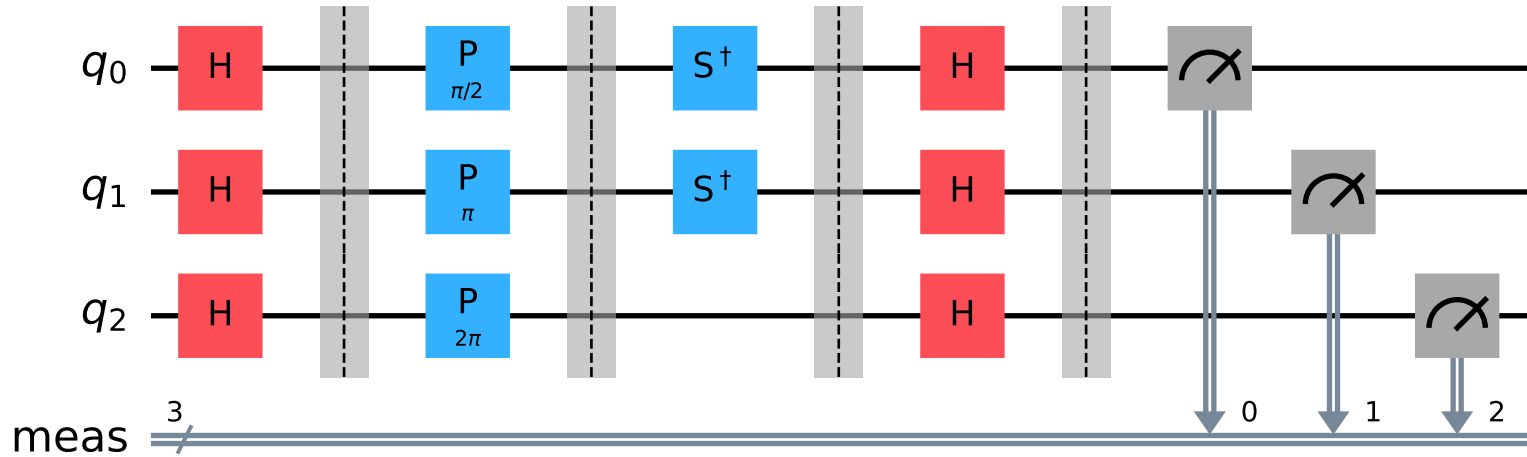 q0 H P π/2 S† H
q1 H P π S† H
q2 H P 2π H
meas 3 0 1 2